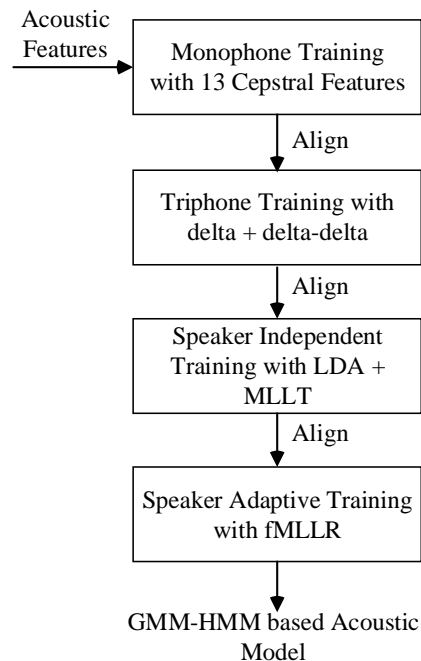 Acoustic
Features
Monophone Training
with 13 Cepstral Features
Align
Triphone Training with
delta + delta-delta
Align
Speaker Independent
Training with LDA +
MLLT
Align
Speaker Adaptive Training
with fMLLR
GMM-HMM based Acoustic
Model